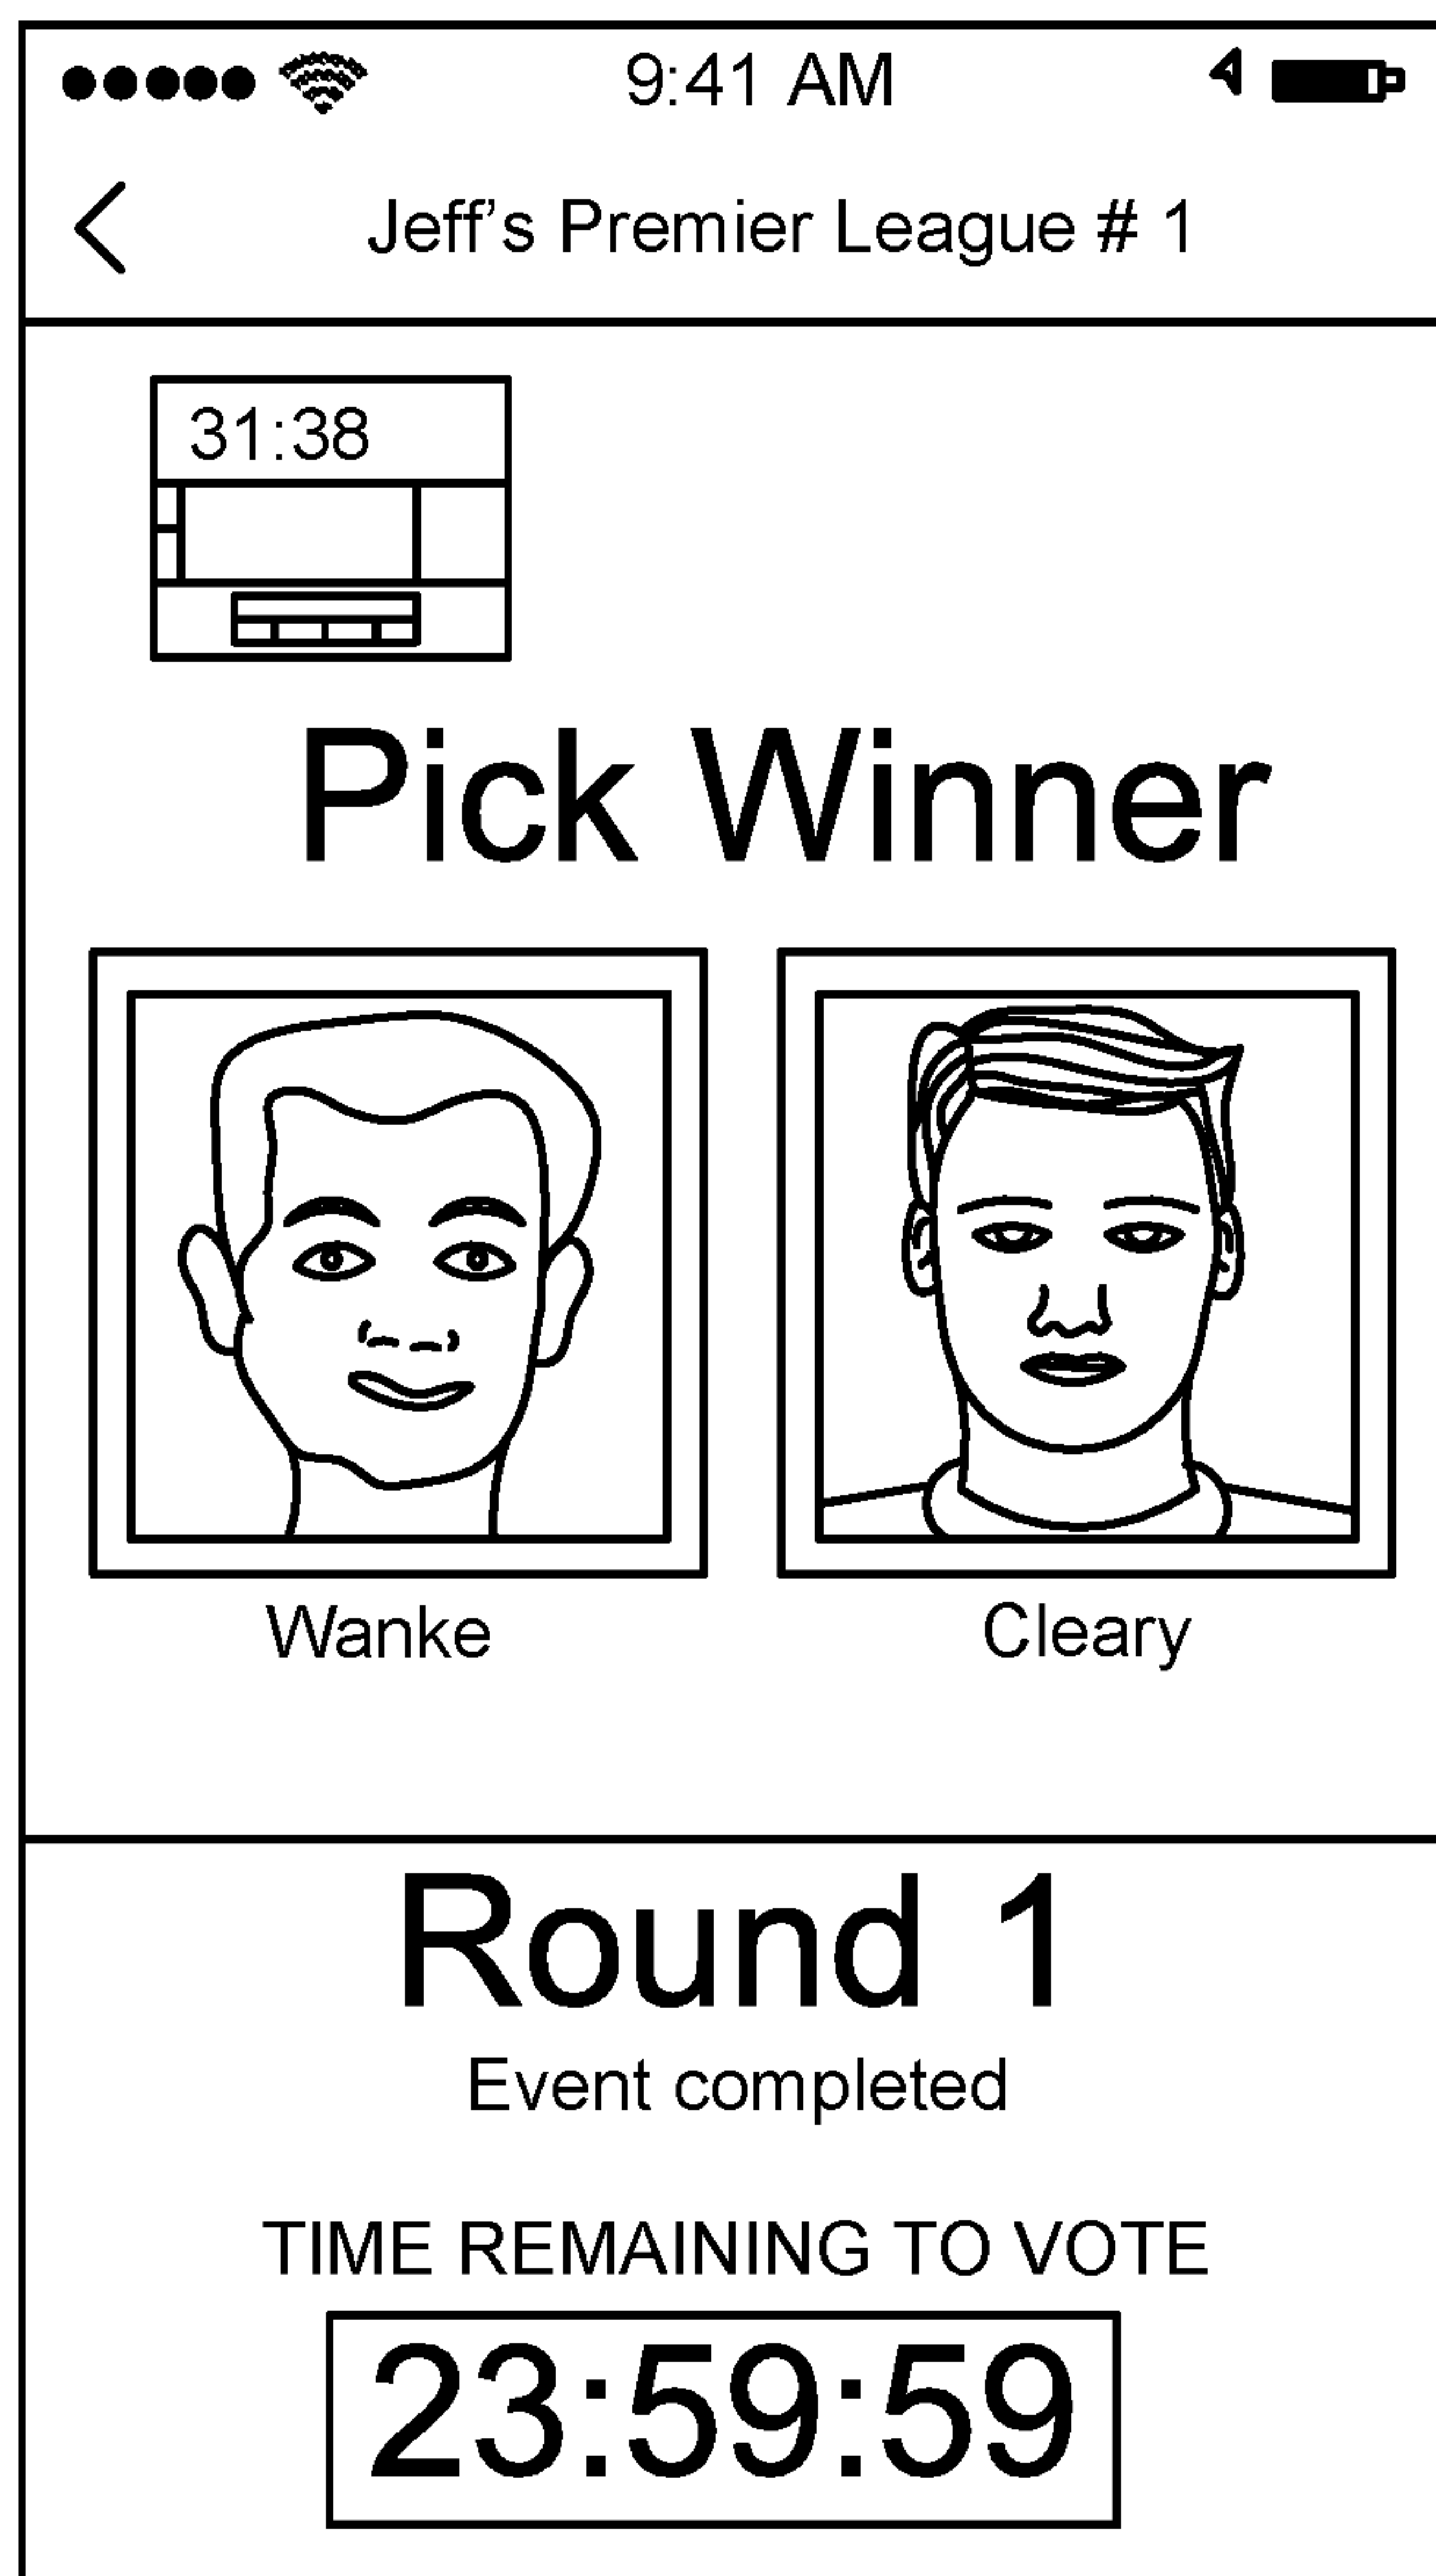 9:41 AM
Jeff's Premier League # 1
31:38
Pick Winner
Wanke Cleary
Round 1
Event completed
TIME REMAINING TO VOTE
23:59:59